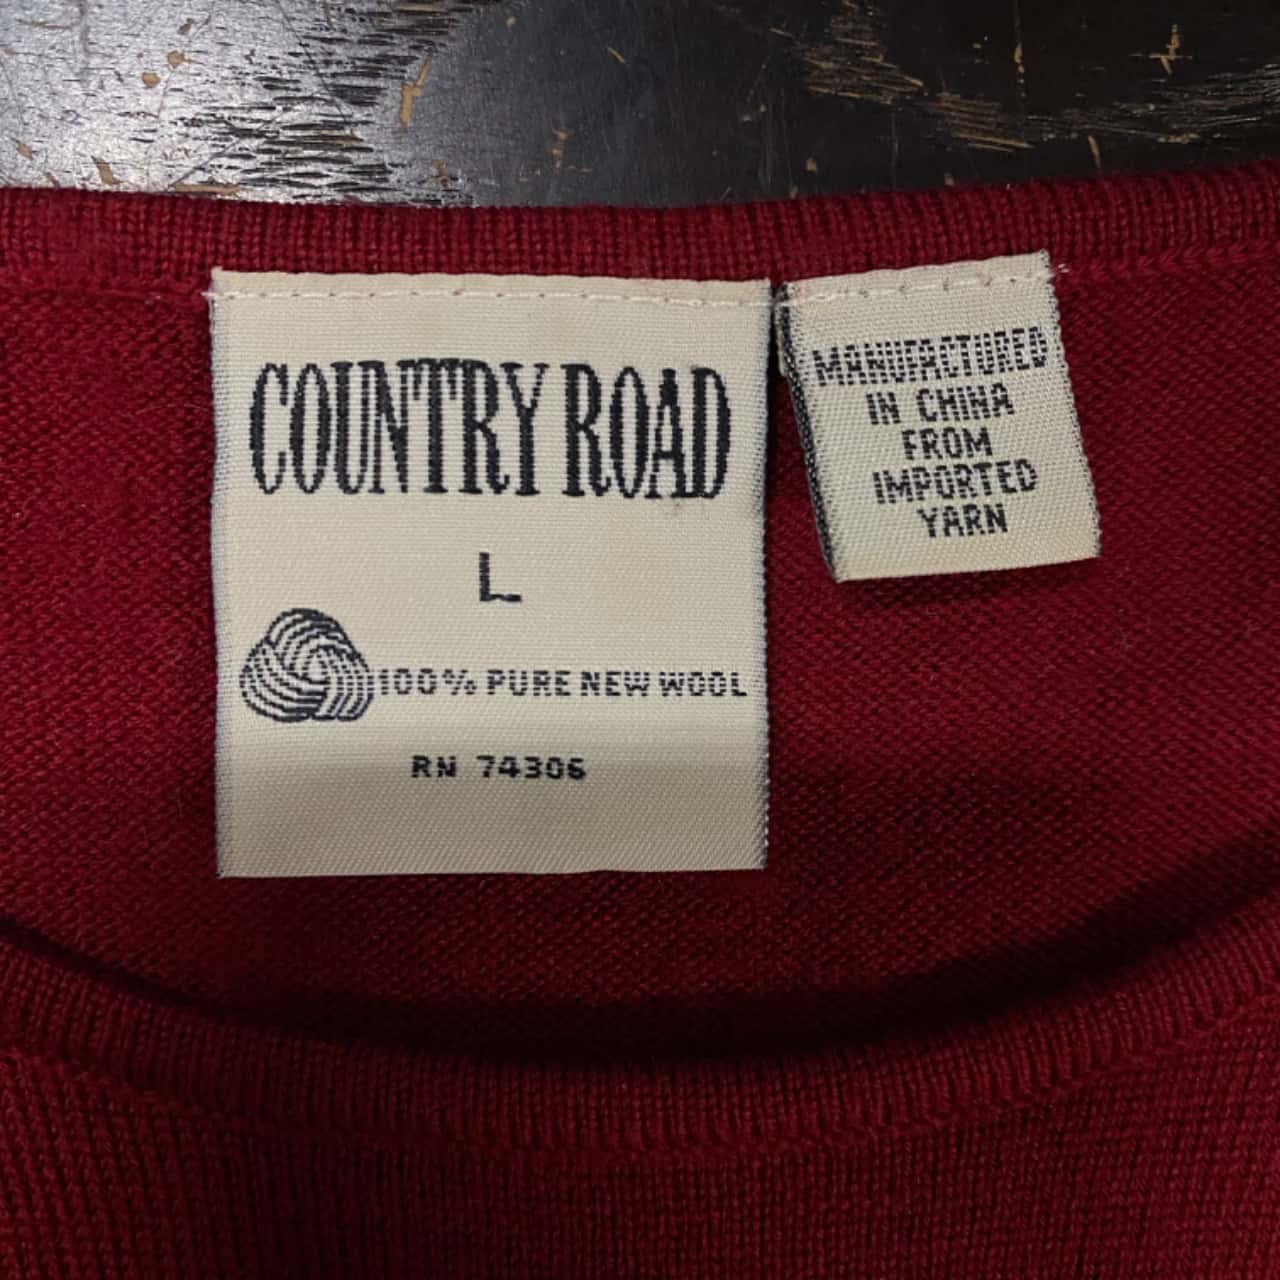 COUNTRY ROAD
L
100% PURE NEW WOOL
RN 74306
MANUFACTURED
IN CHINA
FROM
IMPORTED
YARN